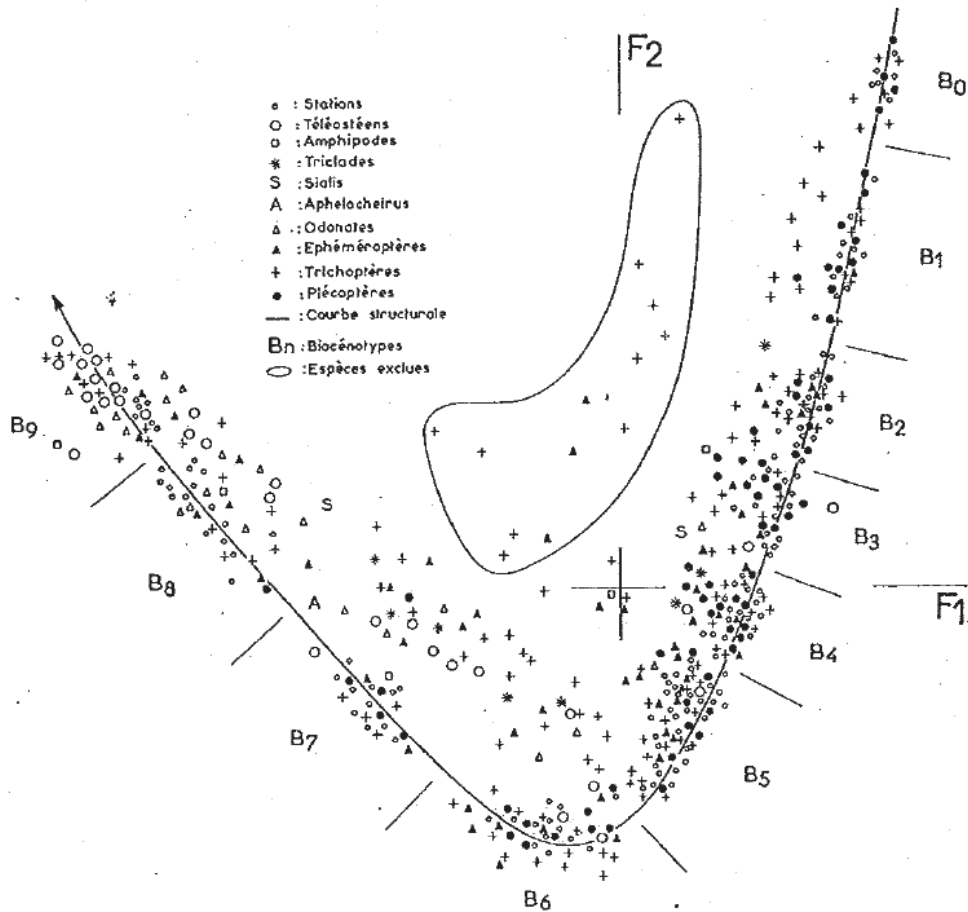 F2
B0
o : Stations
O : Téléostéens
□ : Amphipodes
* : Triclades
S : Sialis
A : Aphelocheirus
△ : Odonates
▲ : Ephéméroptères
+ : Trichoptères
● : Plécoptères
— : Courbe structurale
Bn : Biocénotypes
⬭ : Espèces exclues
B1
B2
B9
S
S
B3
B8
A
F1
B4
B7
B5
B6